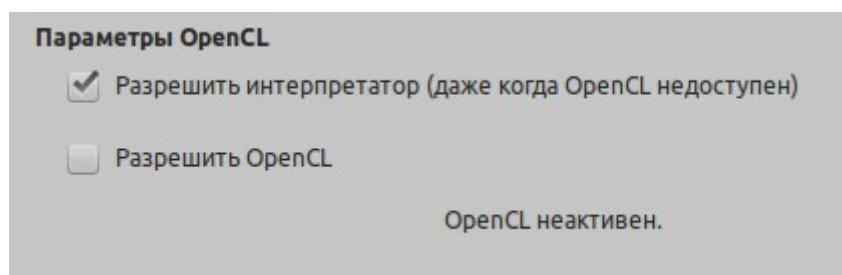 Параметры OpenCL
Разрешить интерпретатор (даже когда OpenCL недоступен)
Разрешить OpenCL
OpenCL неактивен.